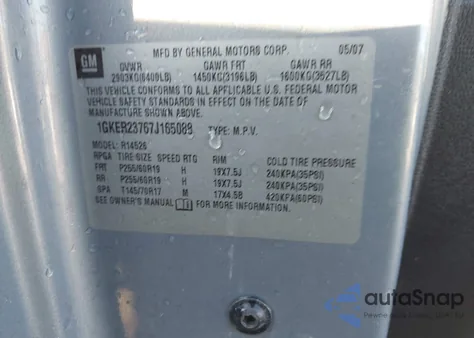 GM
MFD BY GENERAL MOTORS CORP. 05/07
GVWR GAWR FRT GAWR RR
2903KG(6400LB) 1450KG(3196LB) 1600KG(3527LB)
THIS VEHICLE CONFORMS TO ALL APPLICABLE U.S. FEDERAL MOTOR
VEHICLE SAFETY STANDARDS IN EFFECT ON THE DATE OF
MANUFACTURE SHOWN ABOVE.
1GKER23767J165089 TYPE: M.P.V.
MODEL: R14526
RPGA TIRE SIZE SPEED RTG RIM COLD TIRE PRESSURE
FRT P255/60R19 H 19X7.5J 240KPA(35PSI)
RR P255/60R19 H 19X7.5J 240KPA(35PSI)
SPA T145/70R17 M 17X4.5B 420KPA(60PSI)
SEE OWNER'S MANUAL FOR MORE INFORMATION.
autoSnap